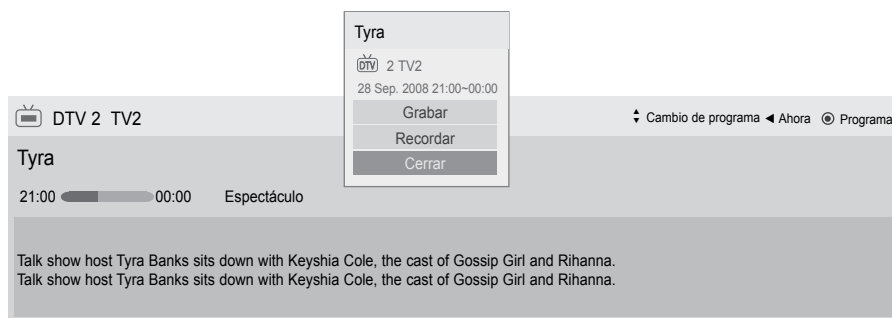 Tyra
DTV 2 TV2
28 Sep. 2008 21:00~00:00
Grabar
Recordar
Cerrar
DTV 2 TV2
Cambio de programa ◄ Ahora ◉ Programa
Tyra
21:00 00:00 Espectáculo
Talk show host Tyra Banks sits down with Keyshia Cole, the cast of Gossip Girl and Rihanna.
Talk show host Tyra Banks sits down with Keyshia Cole, the cast of Gossip Girl and Rihanna.